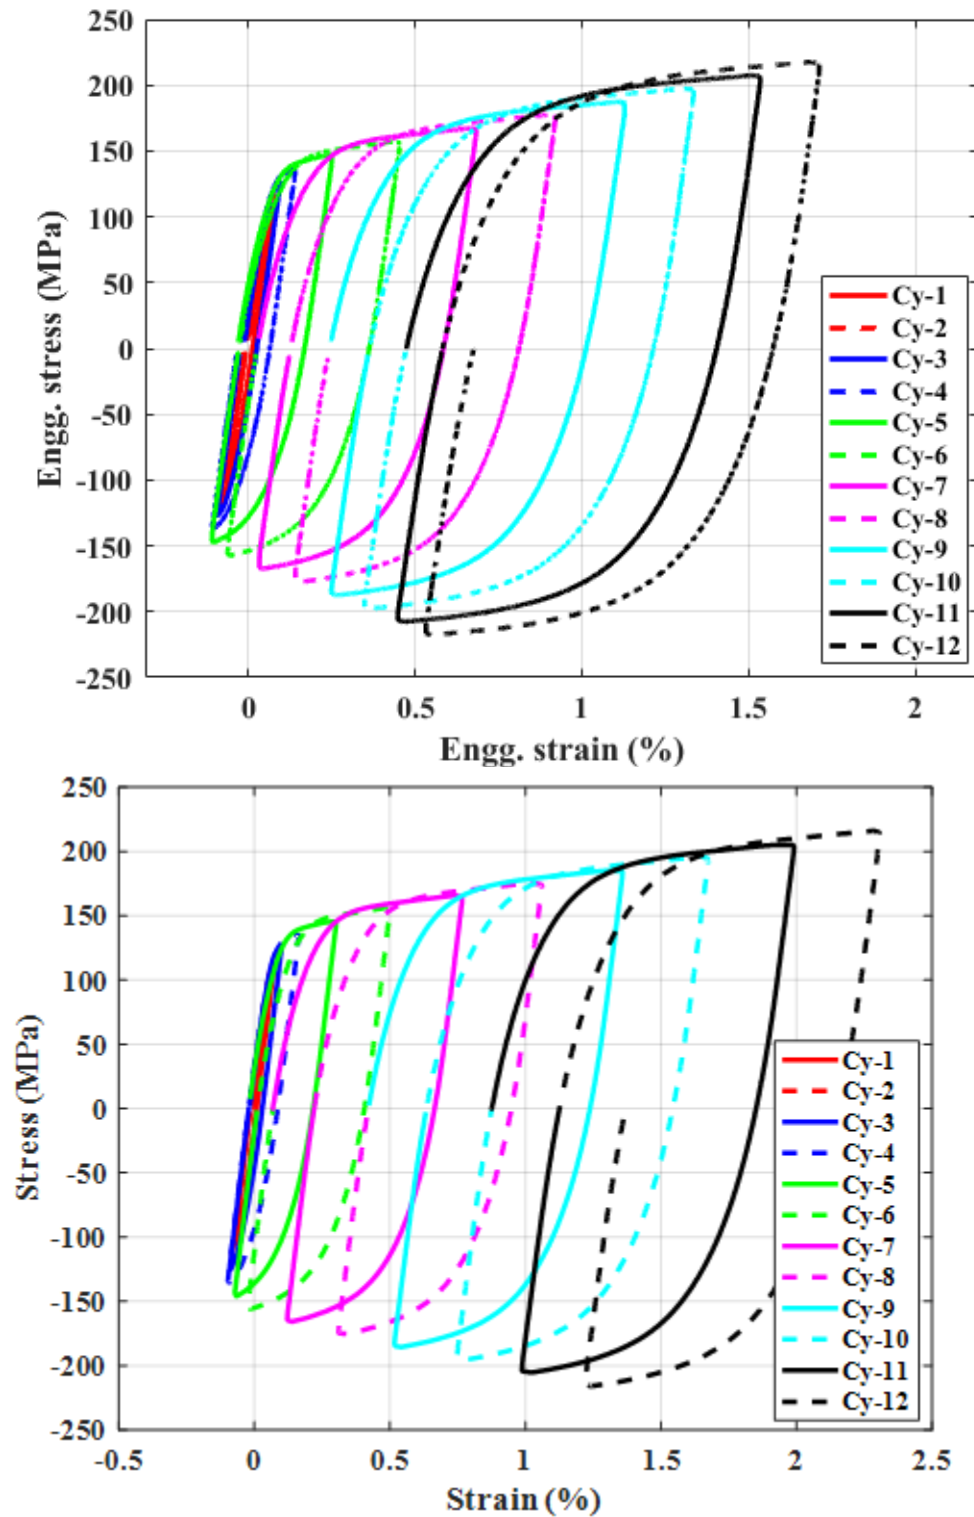 250
200
150
100
50
0
-50
-100
-150
-200
-250
Engg. stress (MPa)
Cy-1
Cy-2
Cy-3
Cy-4
Cy-5
Cy-6
Cy-7
Cy-8
Cy-9
Cy-10
Cy-11
Cy-12
0 0.5 1 1.5 2
Engg. strain (%)
250
200
150
100
50
0
-50
-100
-150
-200
-250
Stress (MPa)
Cy-1
Cy-2
Cy-3
Cy-4
Cy-5
Cy-6
Cy-7
Cy-8
Cy-9
Cy-10
Cy-11
Cy-12
-0.5 0 0.5 1 1.5 2 2.5
Strain (%)